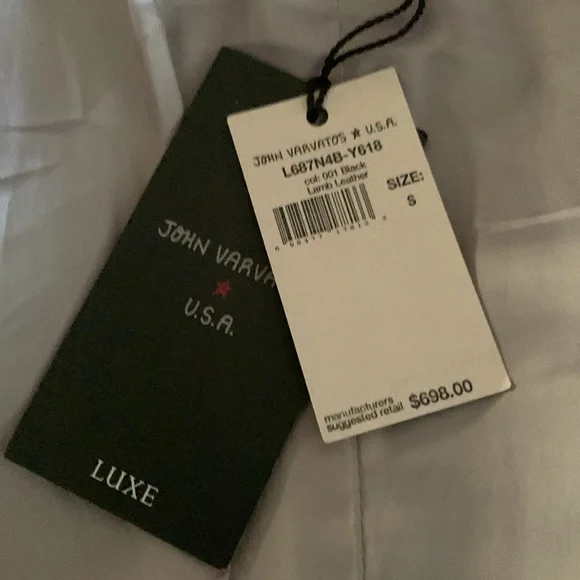 JOHN VARVA
U.S.A.
LUXE
JOHN VARVATOS ★ U.S.A.
L687N4B-Y618
col: 001 Black
Lamb Leather
SIZE:
S
manufacturers
suggested retail $698.00